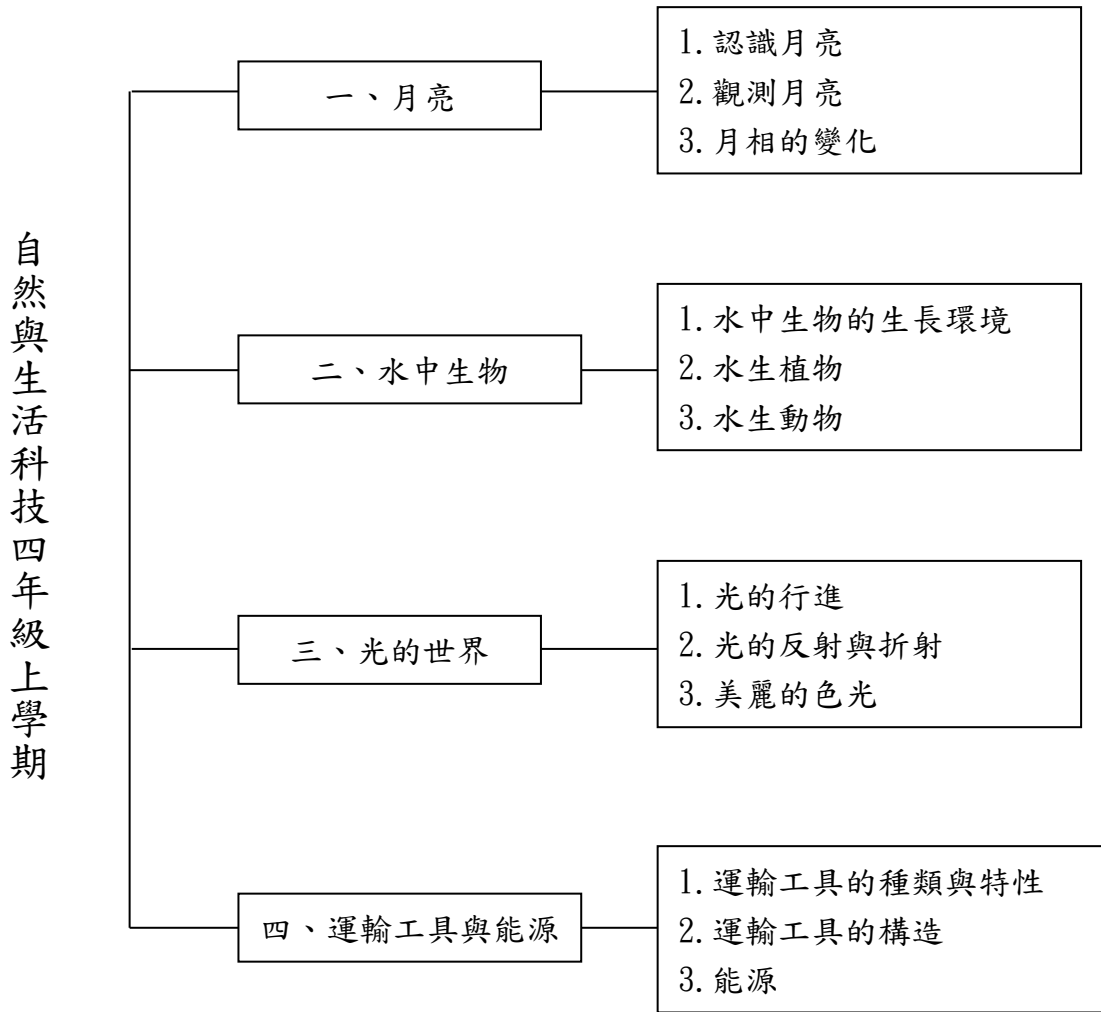 自然與生活科技四年級上學期
一、月亮
1.認識月亮
2.觀測月亮
3.月相的變化
二、水中生物
1.水中生物的生長環境
2.水生植物
3.水生動物
三、光的世界
1.光的行進
2.光的反射與折射
3.美麗的色光
四、運輸工具與能源
1.運輸工具的種類與特性
2.運輸工具的構造
3.能源